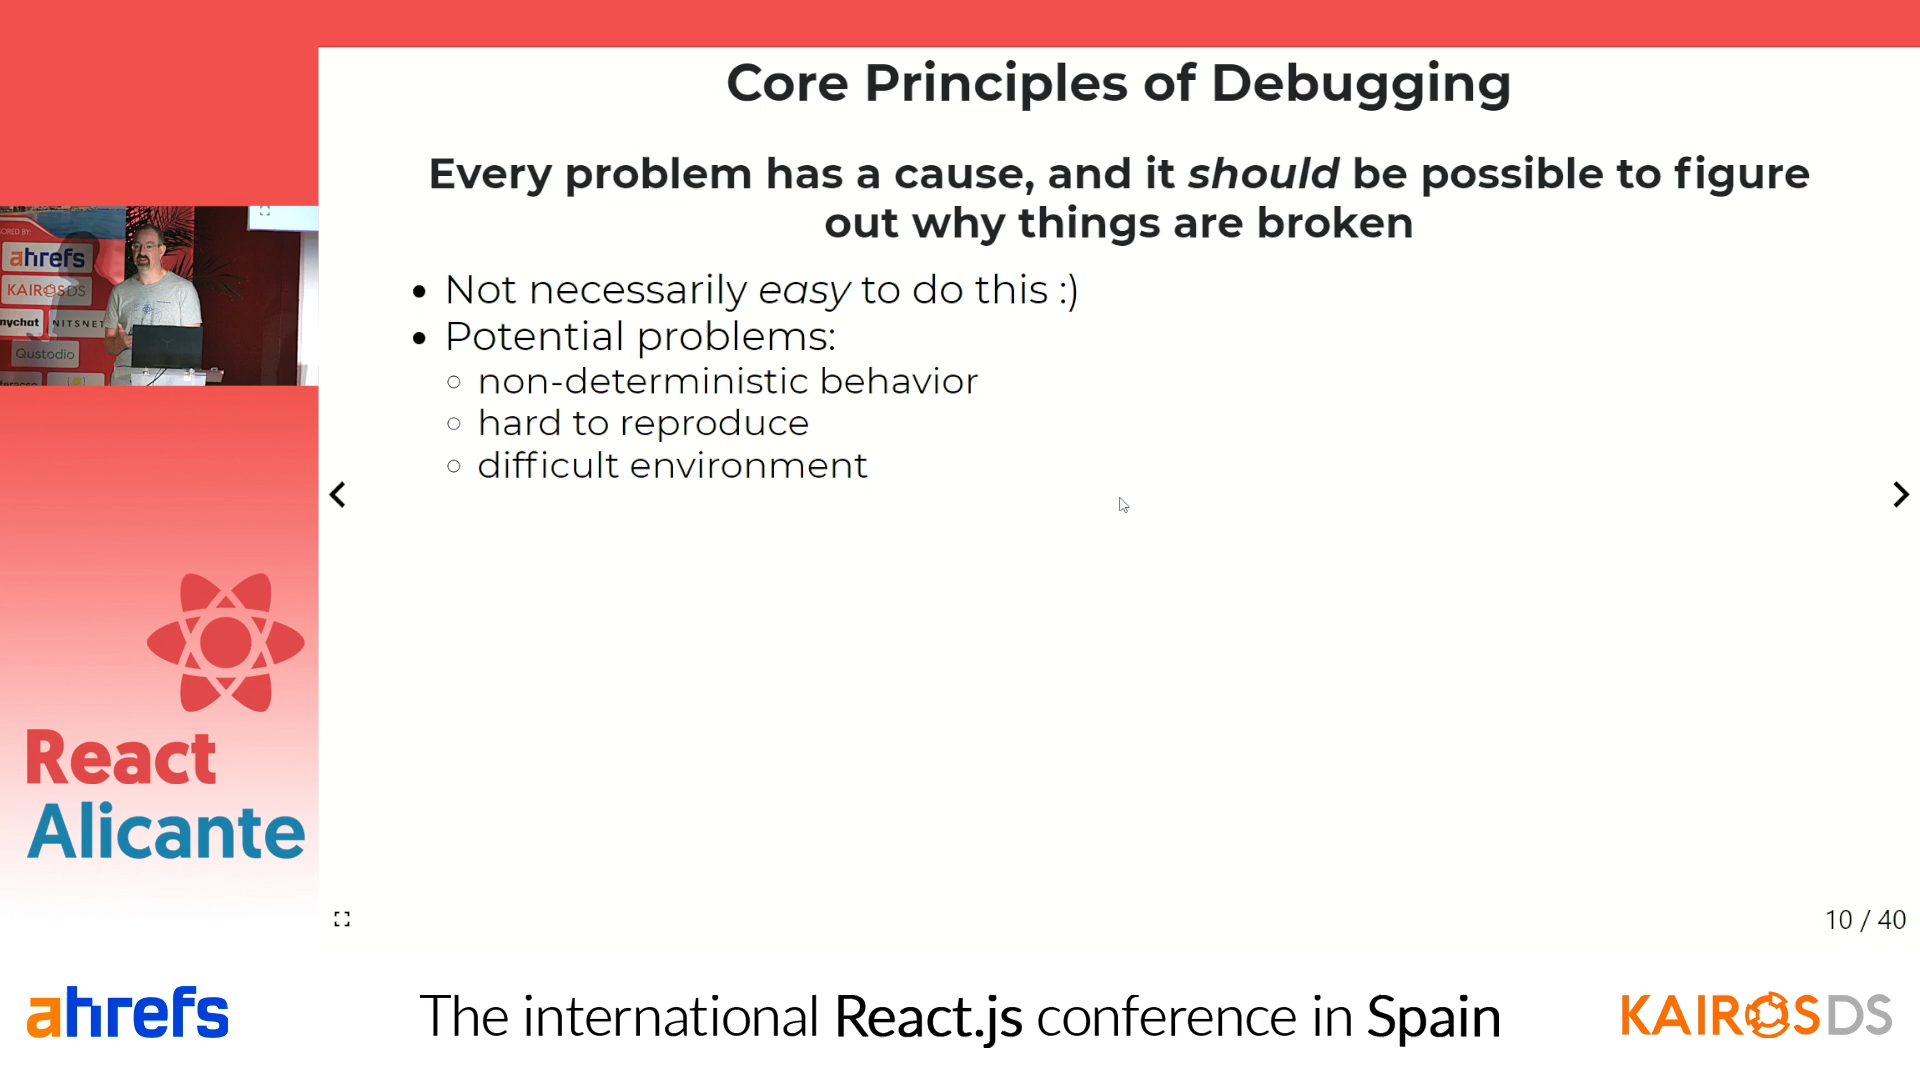 Core Principles of Debugging
Every problem has a cause, and it should be possible to figure
out why things are broken
Not necessarily easy to do this :)
Potential problems:
non-deterministic behavior
hard to reproduce
difficult environment
10 / 40
ORED BY:
ahrefs
KAIROSDS
nychat
NITSNET
Qustodio
React
Alicante
ahrefs
The international React.js conference in Spain
KAIROSDS